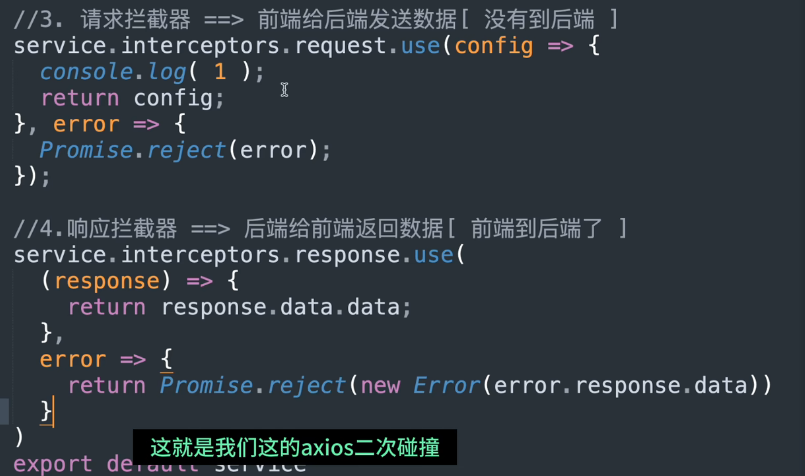 //3. 请求拦截器 ==> 前端给后端发送数据[ 没有到后端 ]
service.interceptors.request.use(config => {
  console.log( 1 );
  return config;
}, error => {
  Promise.reject(error);
});
//4.响应拦截器 ==> 后端给前端返回数据[ 前端到后端了 ]
service.interceptors.response.use(
  (response) => {
    return response.data.data;
  },
  error => {
    return Promise.reject(new Error(error.response.data))
  }
)
export default service
这就是我们这的axios二次碰撞